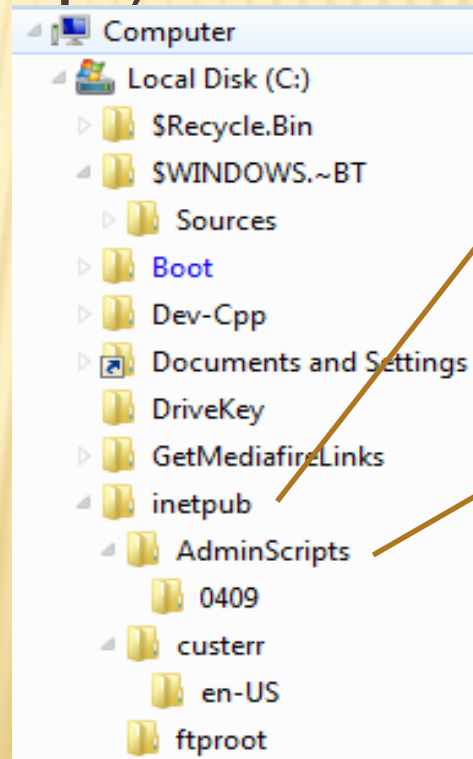 Computer
Local Disk (C:)
$Recycle.Bin
$WINDOWS.~BT
Sources
Boot
Dev-Cpp
Documents and Settings
DriveKey
GetMediafireLinks
inetpub
AdminScripts
0409
custerr
en-US
ftproot